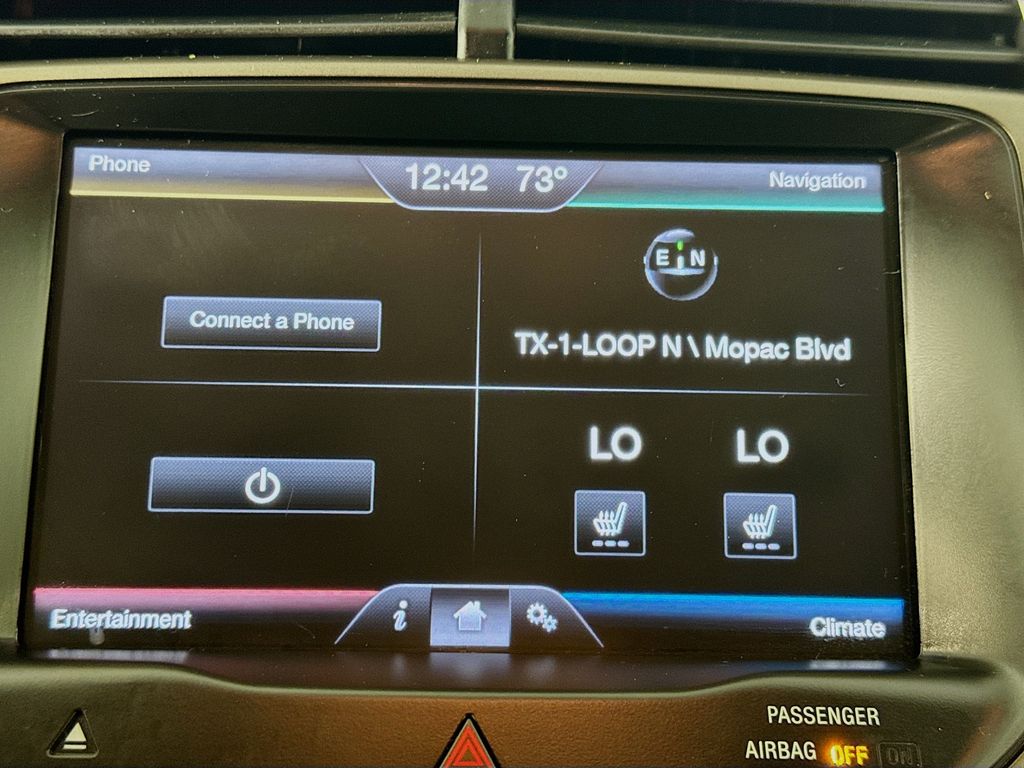 Phone
12:42 73°
Navigation
E N
Connect a Phone
TX-1-LOOP N \ Mopac Blvd
LO LO
Entertainment
i
Climate
PASSENGER
AIRBAG OFF ON